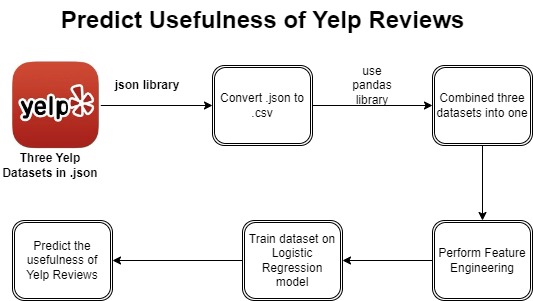 Predict Usefulness of Yelp Reviews
yelp
json library
use
pandas
library
Convert .json to
.csv
Combined three
datasets into one
Three Yelp
Datasets in .json
Predict the
usefulness of
Yelp Reviews
Train dataset on
Logistic
Regression
model
Perform Feature
Engineering